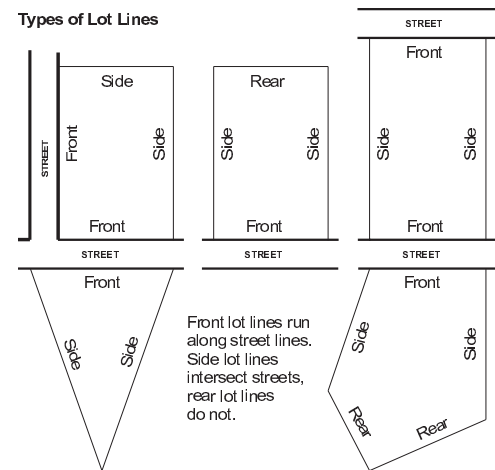 Types of Lot Lines
STREET
Front
Side
Side
Front
STREET
Side
Front
Front
Rear
Side
Side
Front
Side
Side
Front
STREET
STREET
STREET
Front
Side
Side
Front lot lines run
along street lines.
Side lot lines
intersect streets,
rear lot lines
do not.
Front
Side
Side
Rear
Rear